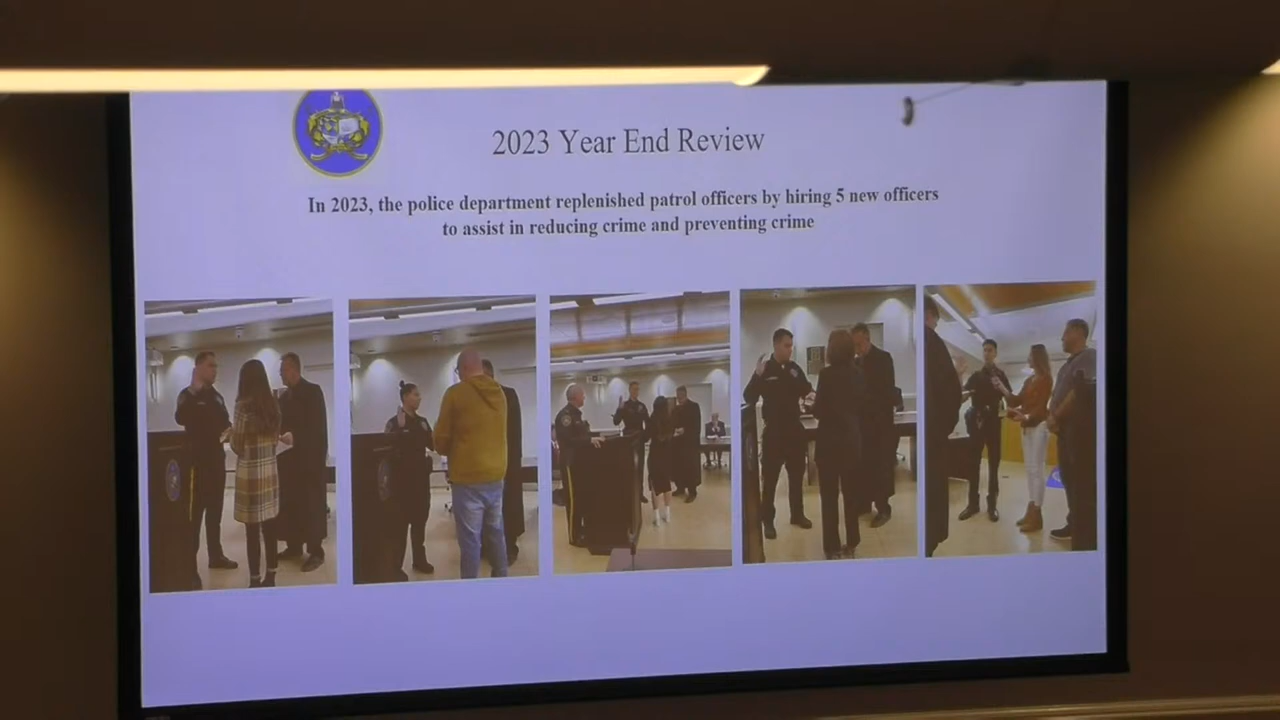 2023 Year End Review
In 2023, the police department replenished patrol officers by hiring 5 new officers
to assist in reducing crime and preventing crime